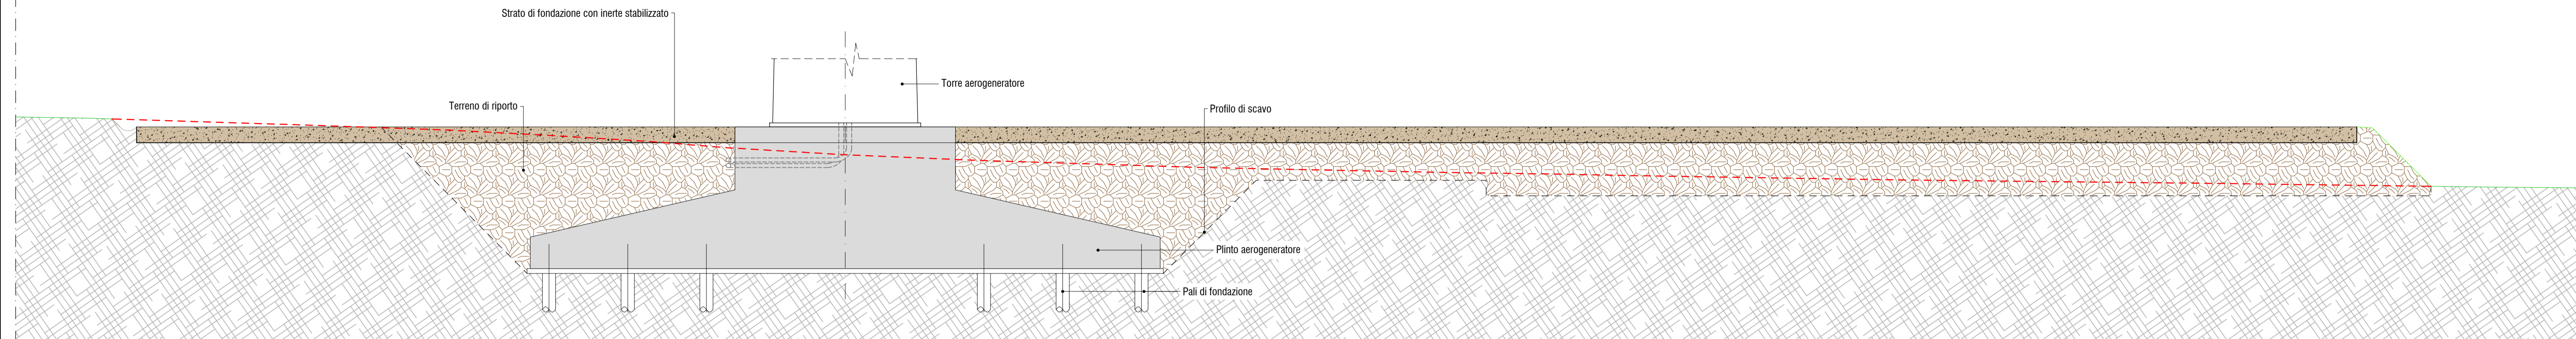 Strato di fondazione con inerte stabilizzato
Torre aerogeneratore
Terreno di riporto
Profilo di scavo
Plinto aerogeneratore
Pali di fondazione